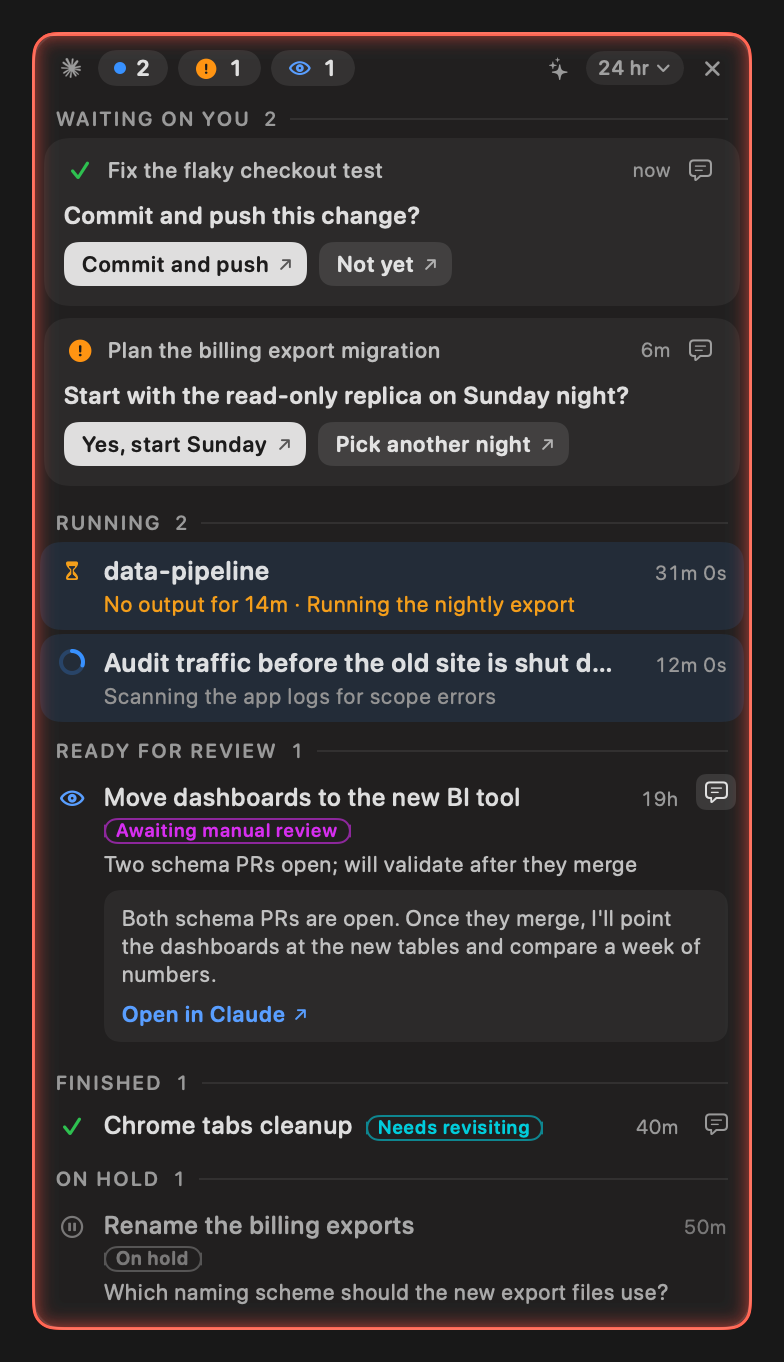 2 1 1 24 hr
WAITING ON YOU 2
Fix the flaky checkout test now
Commit and push this change?
Commit and push ↗ Not yet ↗
Plan the billing export migration 6m
Start with the read-only replica on Sunday night?
Yes, start Sunday ↗ Pick another night ↗
RUNNING 2
data-pipeline 31m 0s
No output for 14m · Running the nightly export
Audit traffic before the old site is shut d... 12m 0s
Scanning the app logs for scope errors
READY FOR REVIEW 1
Move dashboards to the new BI tool 19h
Awaiting manual review
Two schema PRs open; will validate after they merge
Both schema PRs are open. Once they merge, I'll point
the dashboards at the new tables and compare a week of
numbers.
Open in Claude ↗
FINISHED 1
Chrome tabs cleanup Needs revisiting 40m
ON HOLD 1
Rename the billing exports 50m
On hold
Which naming scheme should the new export files use?